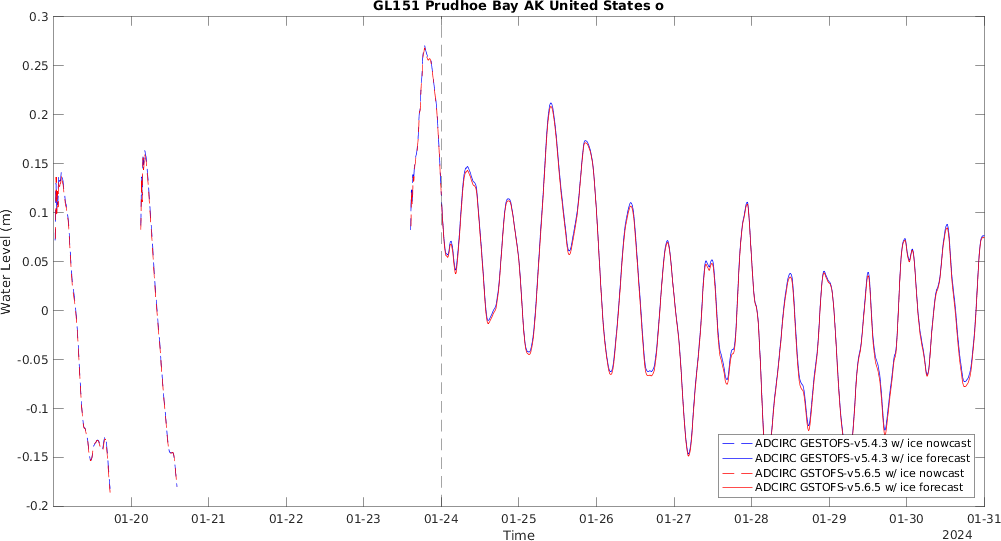 GL151 Prudhoe Bay AK United States o
0.3
0.25
0.2
0.15
0.1
0.05
0
-0.05
-0.1
-0.15
-0.2
Water Level (m)
ADCIRC GESTOFS-v5.4.3 w/ ice nowcast
ADCIRC GESTOFS-v5.4.3 w/ ice forecast
ADCIRC GSTOFS-v5.6.5 w/ ice nowcast
ADCIRC GSTOFS-v5.6.5 w/ ice forecast
01-20 01-21 01-22 01-23 01-24 01-25 01-26 01-27 01-28 01-29 01-30 01-31
Time
2024